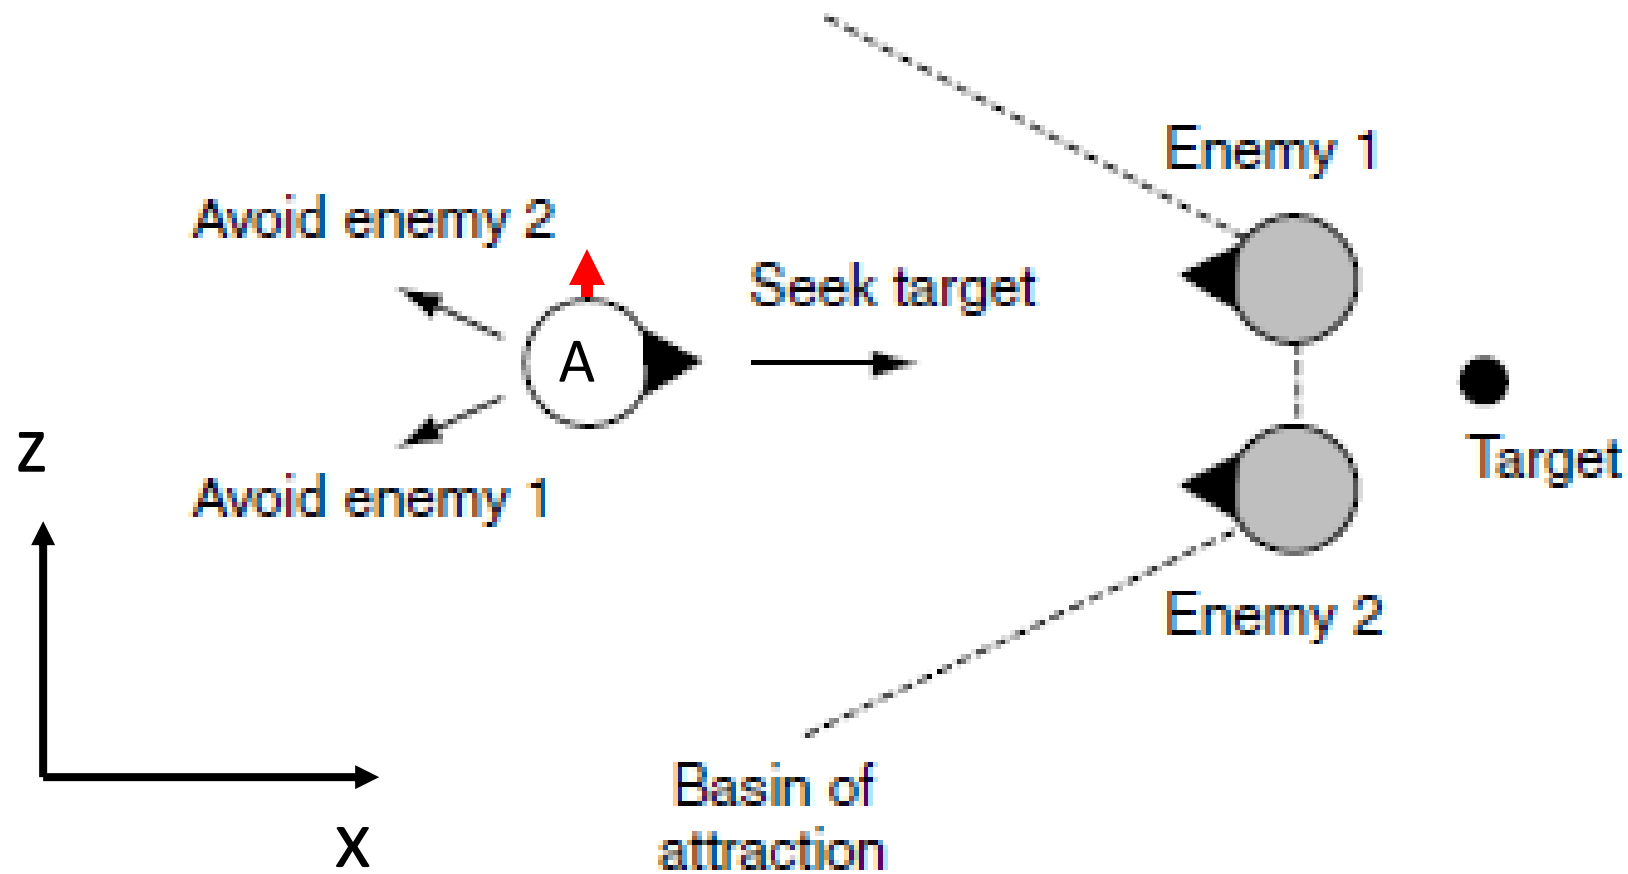 Enemy 1
Avoid enemy 2
Seek target
A
Z
Target
Avoid enemy 1
Enemy 2
Basin of
attraction
X